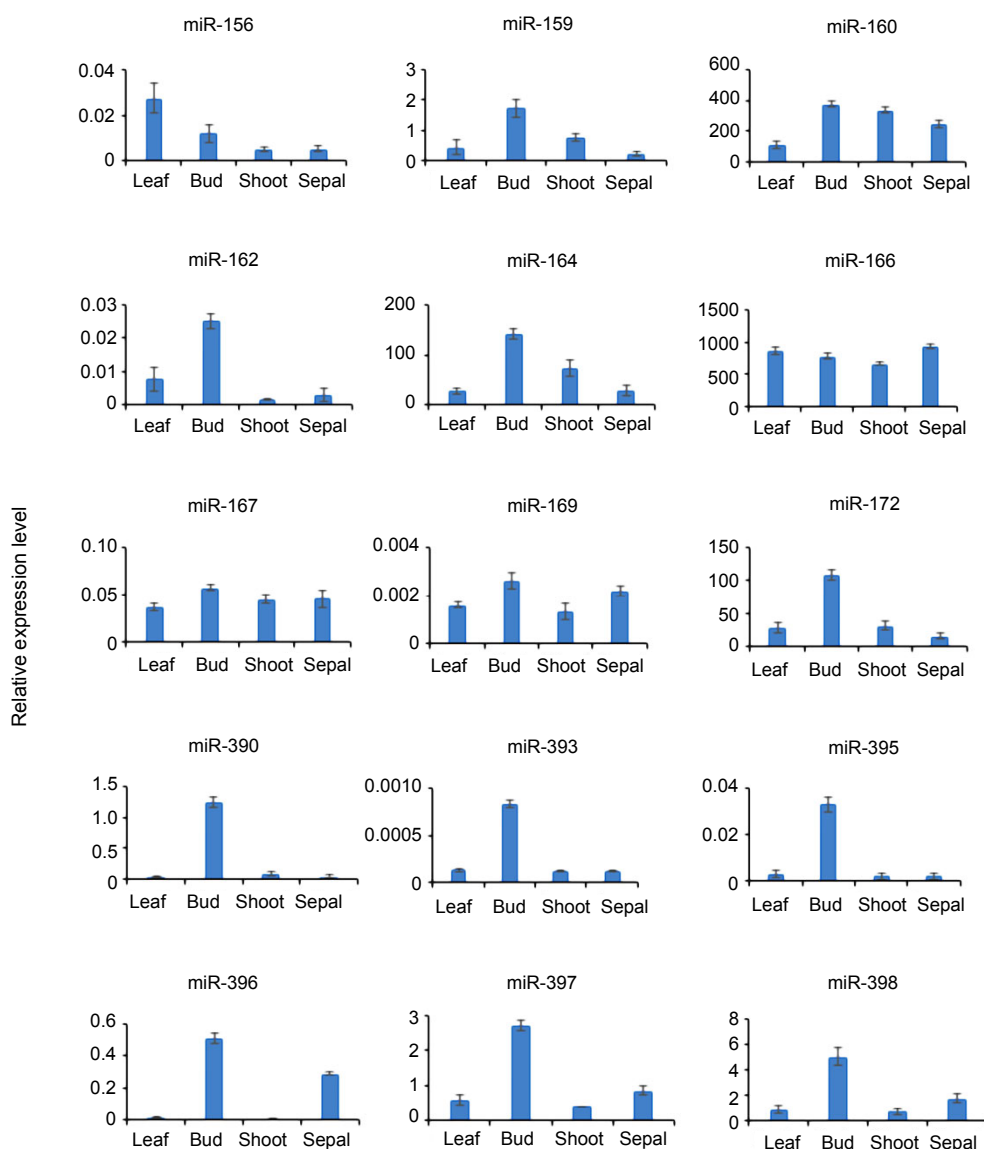 miR-156 miR-159 miR-160
0.04 3 600
0.02 2 400
0 1 200
0 0
Leaf Bud Shoot Sepal Leaf Bud Shoot Sepal Leaf Bud Shoot Sepal
miR-162 miR-164 miR-166
0.03 200 1500
0.02 100 1000
0.01 0 500
0 0
Leaf Bud Shoot Sepal Leaf Bud Shoot Sepal Leaf Bud Shoot Sepal
Relative expression level
miR-167 miR-169 miR-172
0.10 0.004 150
0.05 0.002 100
0 0 50
0
Leaf Bud Shoot Sepal Leaf Bud Shoot Sepal Leaf Bud Shoot Sepal
miR-390 miR-393 miR-395
1.5 0.0010 0.04
1.0 0.0005 0.02
0.5 0 0
0
Leaf Bud Shoot Sepal Leaf Bud Shoot Sepal Leaf Bud Shoot Sepal
miR-396 miR-397 miR-398
0.6 3 8
0.4 2 6
0.2 1 4
0 0 2
0
Leaf Bud Shoot Sepal Leaf Bud Shoot Sepal Leaf Bud Shoot Sepal